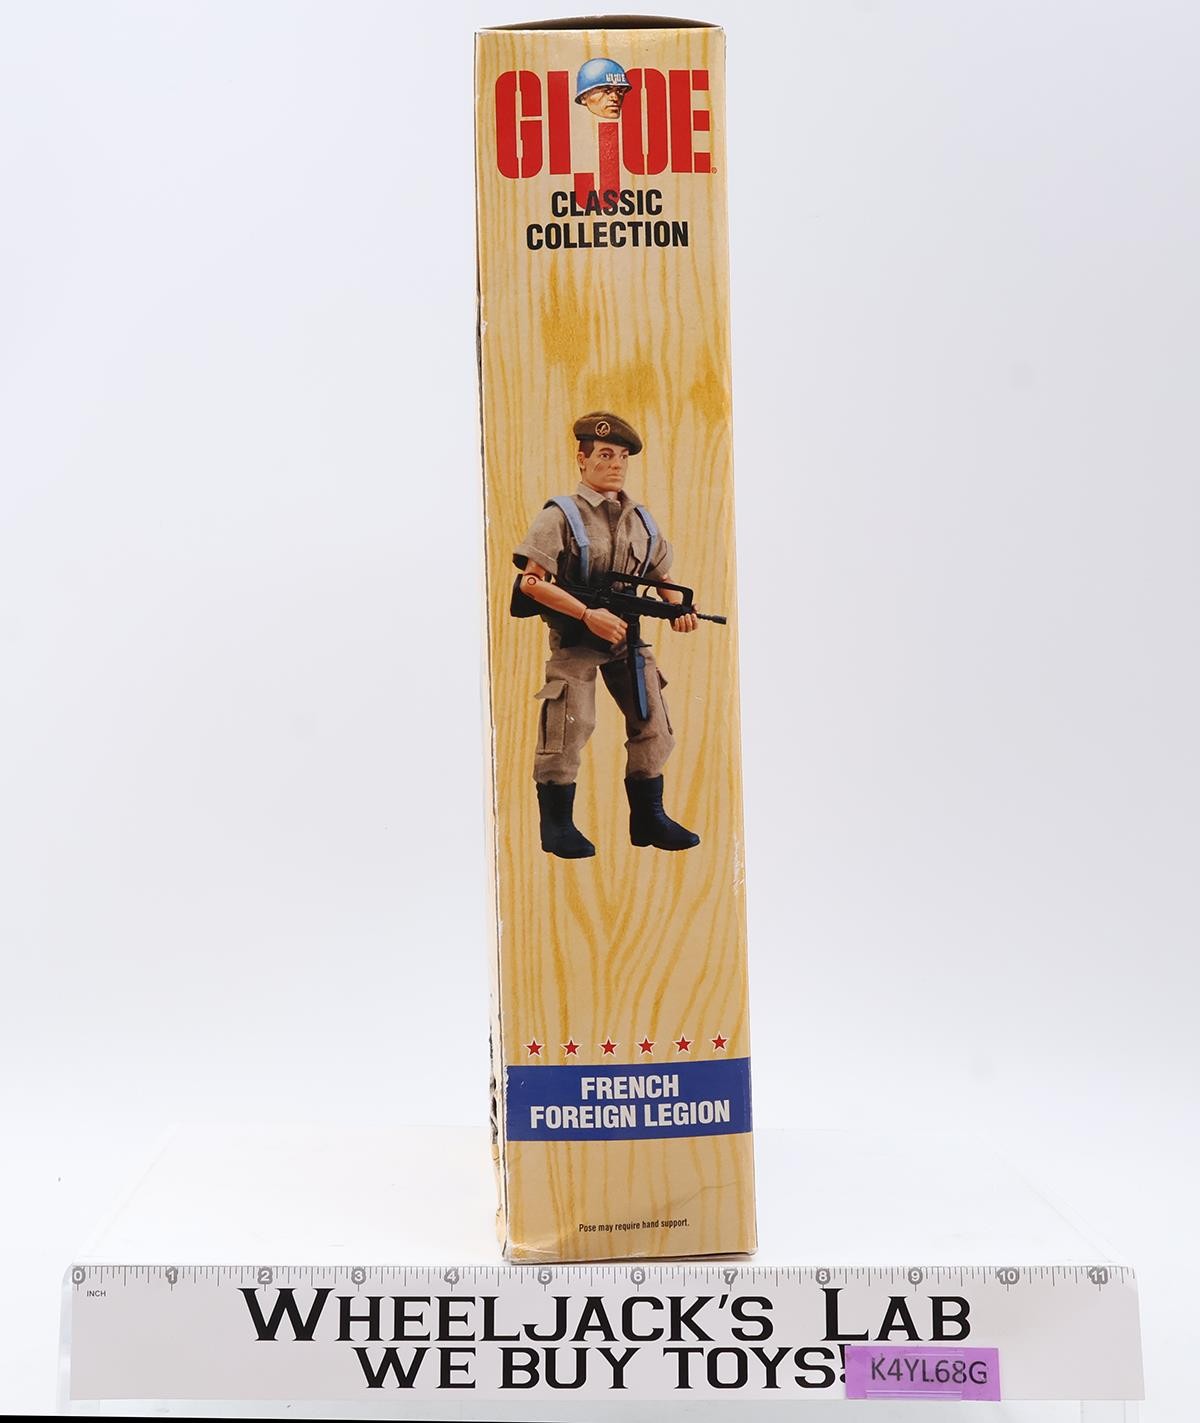 GI JOE
CLASSIC
COLLECTION
FRENCH
FOREIGN LEGION
Pose may require hand support.
0 1 2 3 4 5 6 7 8 9 10 11
INCH
WHEELJACK'S LAB
WE BUY TOYS!
K4YL68G